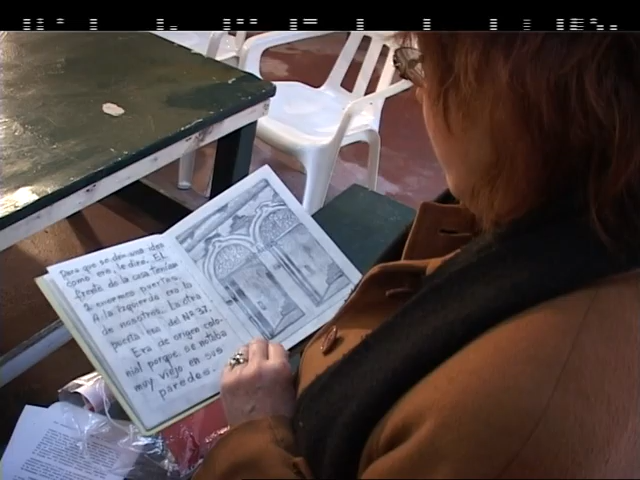 Para que se den una idea
como era, le dire. EL
frente de la casa tenía
2 enormes puertas.
A la izquierda era la
de nosotros. La otra
puerta era del Nº 37.
Era de origen colo-
nial porque se notaba
muy viejo en sus
paredes.